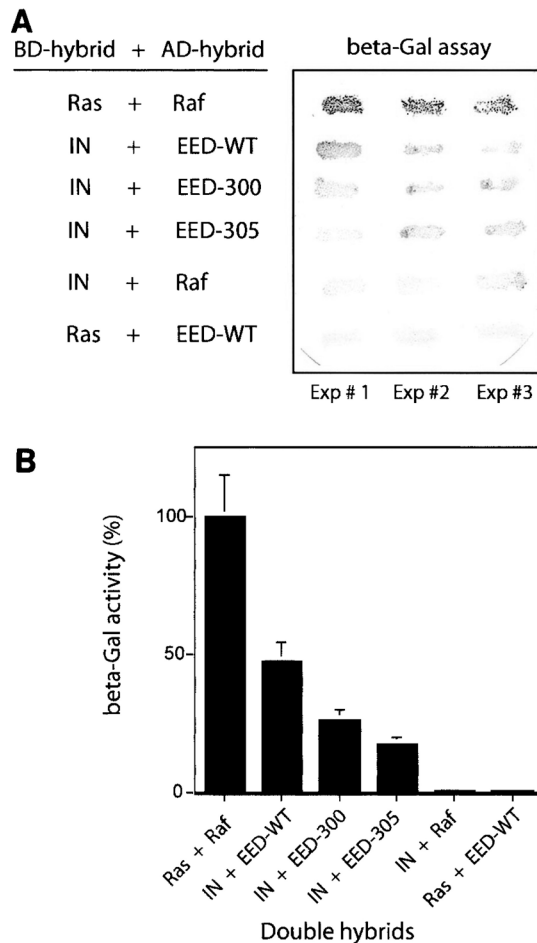 A
BD-hybrid + AD-hybrid beta-Gal assay
Ras + Raf
IN + EED-WT
IN + EED-300
IN + EED-305
IN + Raf
Ras + EED-WT
Exp # 1 Exp #2 Exp #3
B
beta-Gal activity (%)
100
50
0
Ras + Raf
IN + EED-WT
IN + EED-300
IN + EED-305
IN + Raf
Ras + EED-WT
Double hybrids